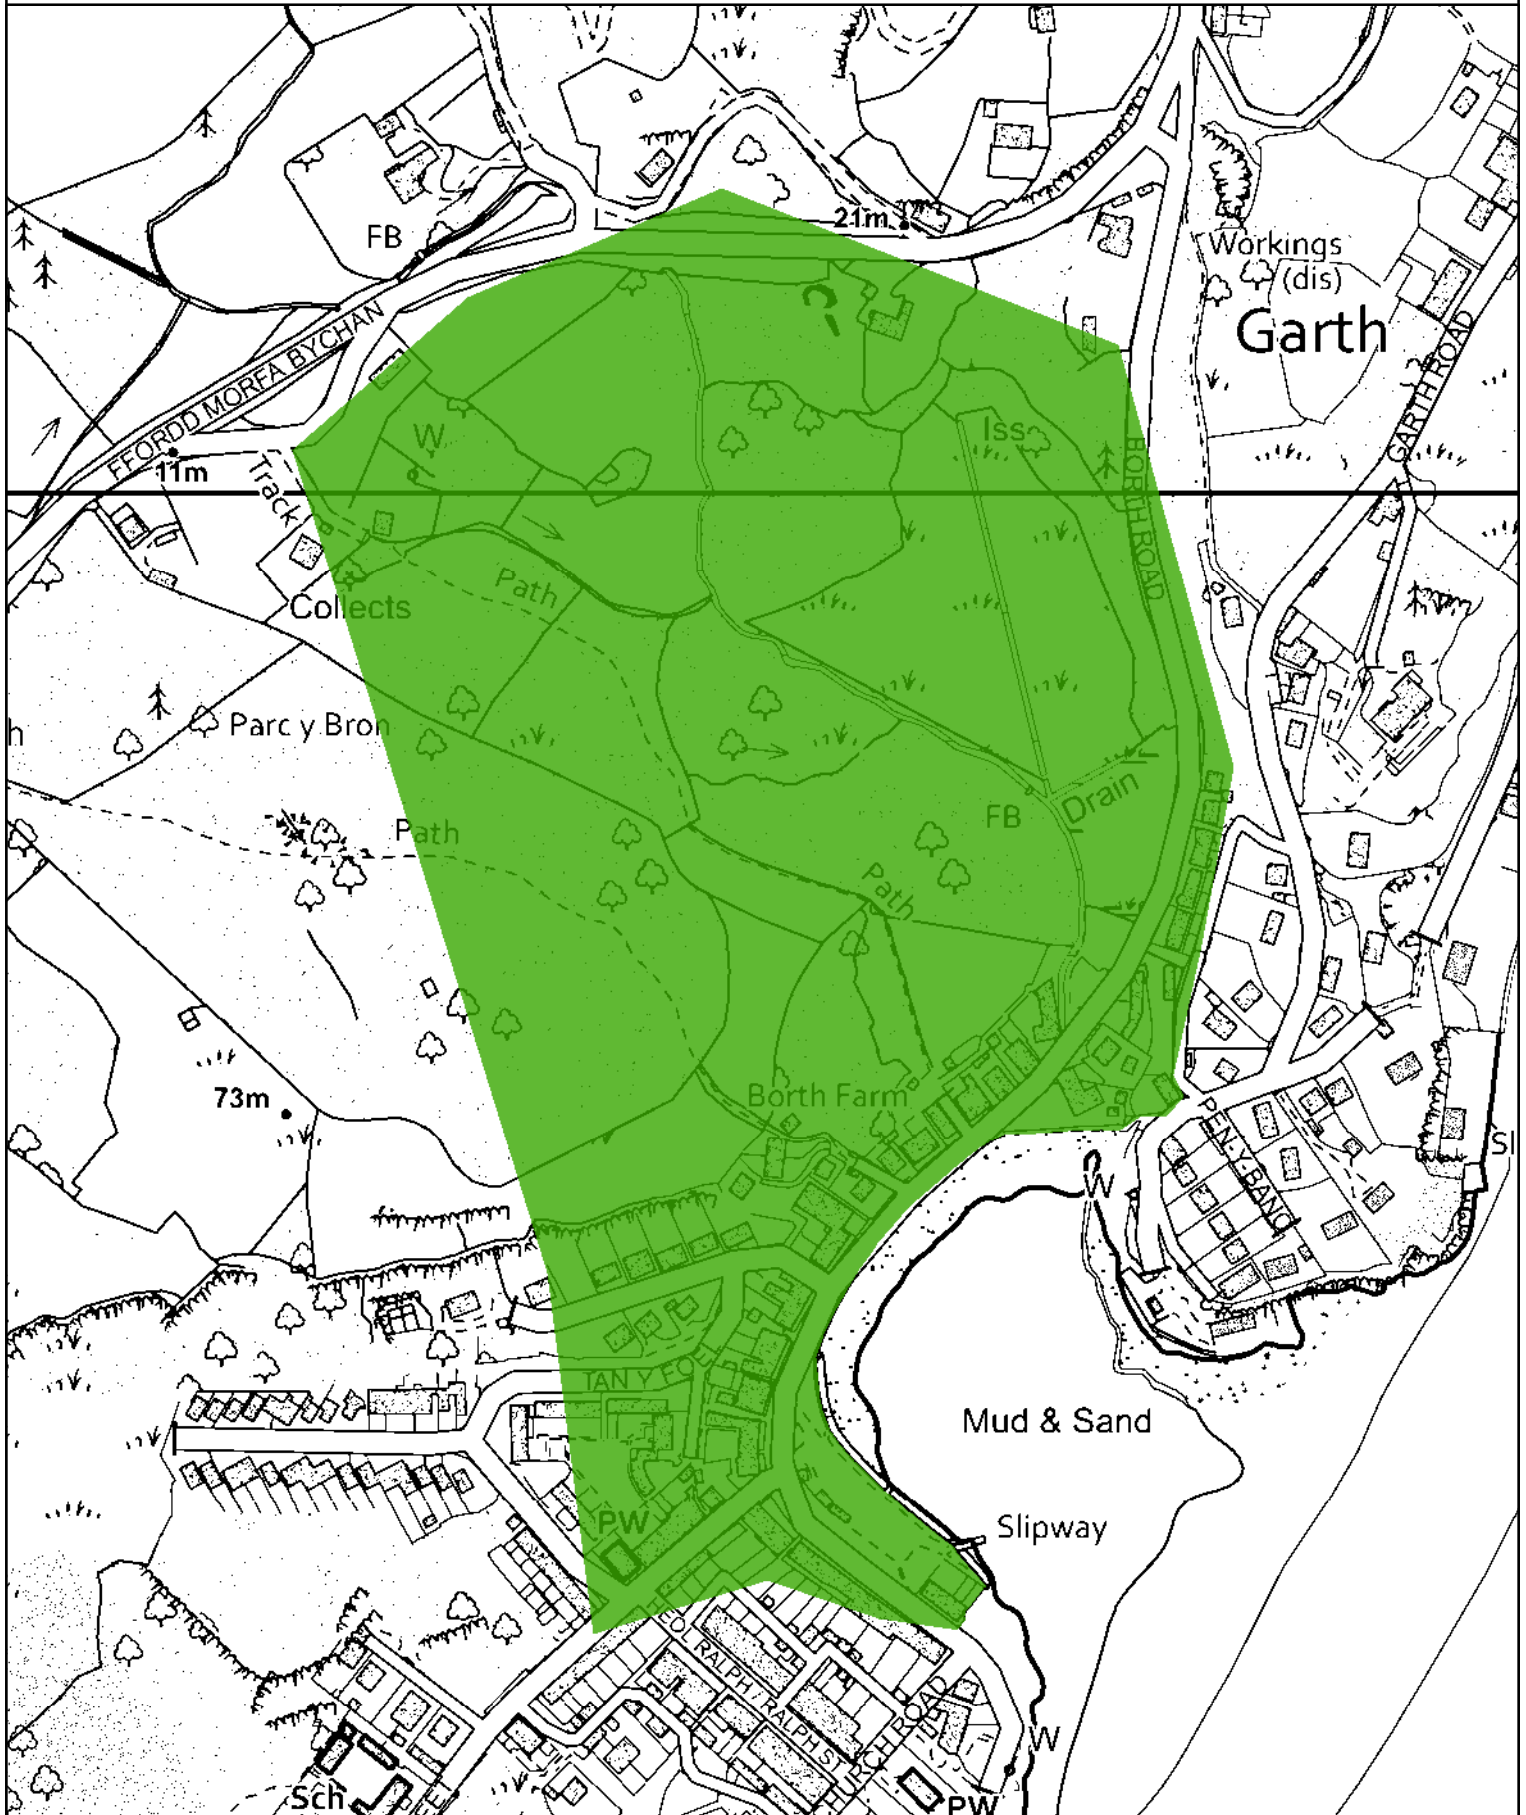 21m
FB
Workings
(dis)
Garth
FFORDD MORFA BYCHAN
GARTH ROAD
W
Iss
BORTH ROAD
11m
Track
Path
Collects
Parc y Bron
h
Path
FB
Drain
Path
73m
Borth Farm
PEN-Y-BANC
Sl
W
TAN Y FOEL
Mud & Sand
PW
Slipway
RALPH / RALPH ST
ROAD
W
Sch
PW